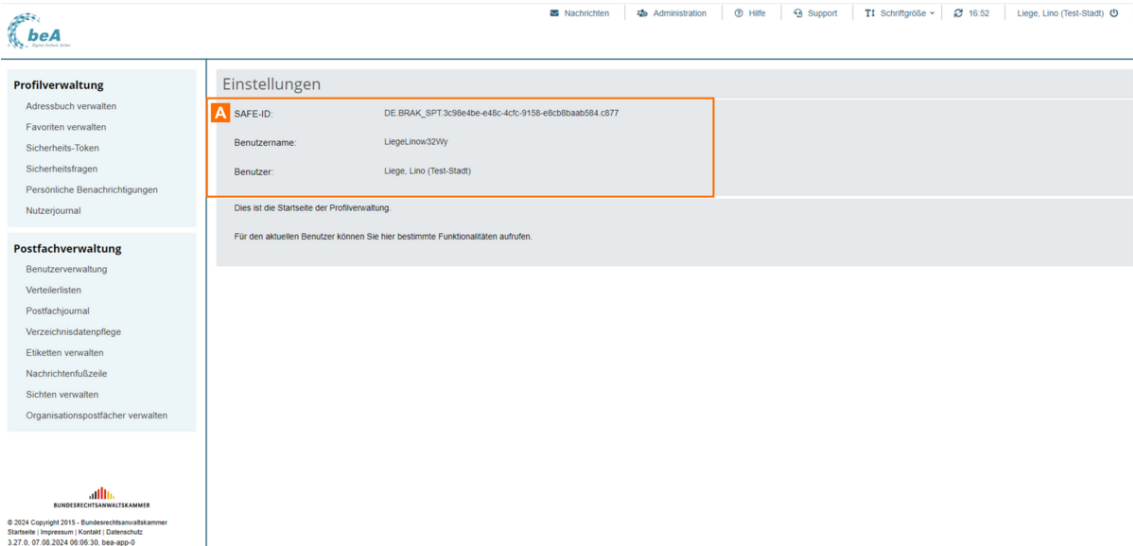 beA
Digital. Einfach. Sicher.
Nachrichten
Administration
Hilfe
Support
Schriftgröße
16:52
Liege, Lino (Test-Stadt)
Profilverwaltung
Adressbuch verwalten
Favoriten verwalten
Sicherheits-Token
Sicherheitsfragen
Persönliche Benachrichtigungen
Nutzerjournal
Postfachverwaltung
Benutzerverwaltung
Verteilerlisten
Postfachjournal
Verzeichnisdatenpflege
Etiketten verwalten
Nachrichtenfußzeile
Sichten verwalten
Organisationspostfächer verwalten
BUNDESRECHTSANWALTSKAMMER
© 2024 Copyright 2015 - Bundesrechtsanwaltskammer
Startseite | Impressum | Kontakt | Datenschutz
3.27.0, 07.08.2024 06:06:30, bea-app-0
Einstellungen
A
SAFE-ID: DE.BRAK_SPT.3c98e4be-e48c-4cfc-9158-e8cb8baab584.c877
Benutzername: LiegeLinow32Wy
Benutzer: Liege, Lino (Test-Stadt)
Dies ist die Startseite der Profilverwaltung.
Für den aktuellen Benutzer können Sie hier bestimmte Funktionalitäten aufrufen.